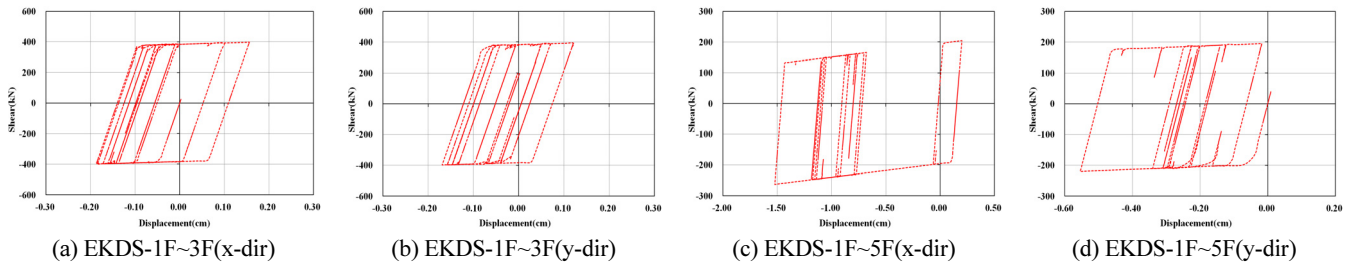 600
400
200
0
-200
-400
-600
Shear(kN)
-0.30 -0.20 -0.10 0.00 0.10 0.20 0.30
Displacement(cm)
(a) EKDS-1F~3F(x-dir)
600
400
200
0
-200
-400
-600
Shear(kN)
-0.30 -0.20 -0.10 0.00 0.10 0.20 0.30
Displacement(cm)
(b) EKDS-1F~3F(y-dir)
300
200
100
0
-100
-200
-300
Shear(kN)
-2.00 -1.50 -1.00 -0.50 0.00 0.50
Displacement(cm)
(c) EKDS-1F~5F(x-dir)
300
200
100
0
-100
-200
-300
Shear(kN)
-0.60 -0.40 -0.20 0.00 0.20
Displacement(cm)
(d) EKDS-1F~5F(y-dir)